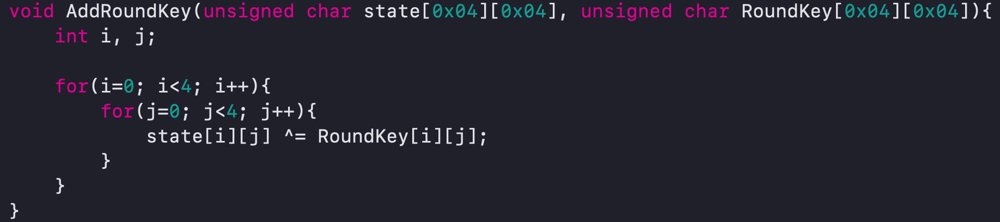 void AddRoundKey(unsigned char state[0x04][0x04], unsigned char RoundKey[0x04][0x04]){
    int i, j;

    for(i=0; i<4; i++){
        for(j=0; j<4; j++){
            state[i][j] ^= RoundKey[i][j];
        }
    }
}